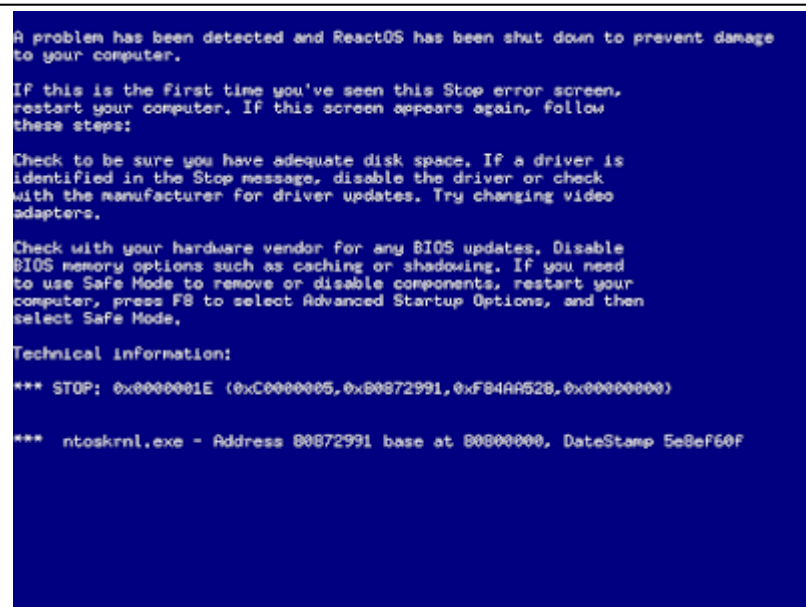 A problem has been detected and ReactOS has been shut down to prevent damage
to your computer.
If this is the first time you've seen this Stop error screen,
restart your computer. If this screen appears again, follow
these steps:
Check to be sure you have adequate disk space. If a driver is
identified in the Stop message, disable the driver or check
with the manufacturer for driver updates. Try changing video
adapters.
Check with your hardware vendor for any BIOS updates. Disable
BIOS memory options such as caching or shadowing. If you need
to use Safe Mode to remove or disable components, restart your
computer, press F8 to select Advanced Startup Options, and then
select Safe Mode.
Technical information:
*** STOP: 0x0000001E (0xC0000005,0x80872991,0xF84AA528,0x00000000)
*** ntoskrnl.exe - Address 80872991 base at 80800000, DateStamp 5e8ef60f